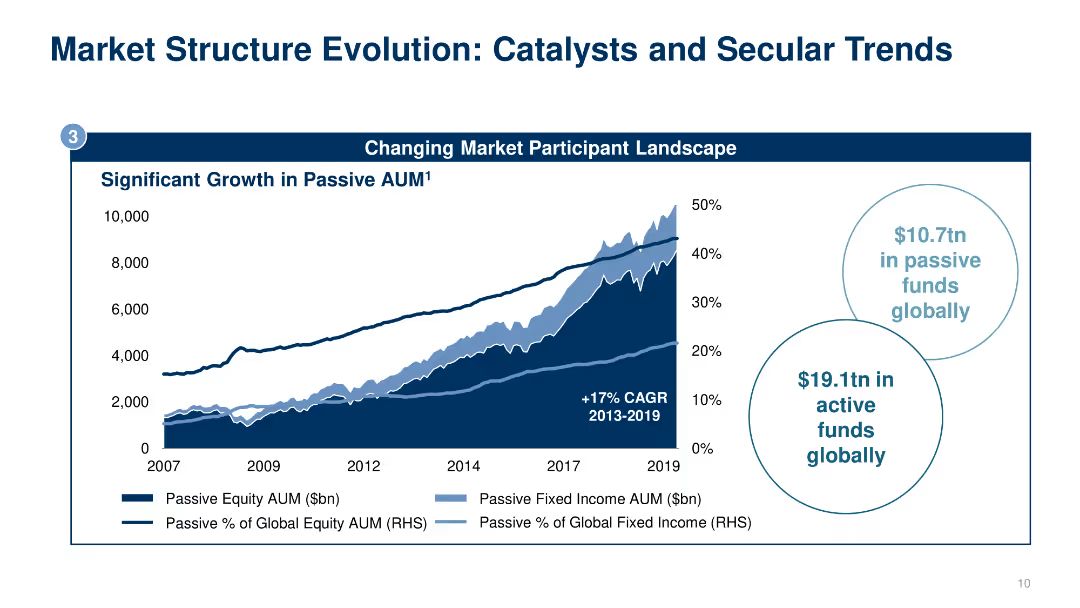 Market Structure Evolution: Catalysts and Secular Trends
3
Changing Market Participant Landscape
Significant Growth in Passive AUM¹
10,000
8,000
6,000
4,000
2,000
0
50%
40%
30%
20%
10%
0%
2007 2009 2012 2014 2017 2019
+17% CAGR
2013-2019
Passive Equity AUM ($bn)
Passive Fixed Income AUM ($bn)
Passive % of Global Equity AUM (RHS)
Passive % of Global Fixed Income (RHS)
$10.7tn
in passive
funds
globally
$19.1tn in
active
funds
globally
10